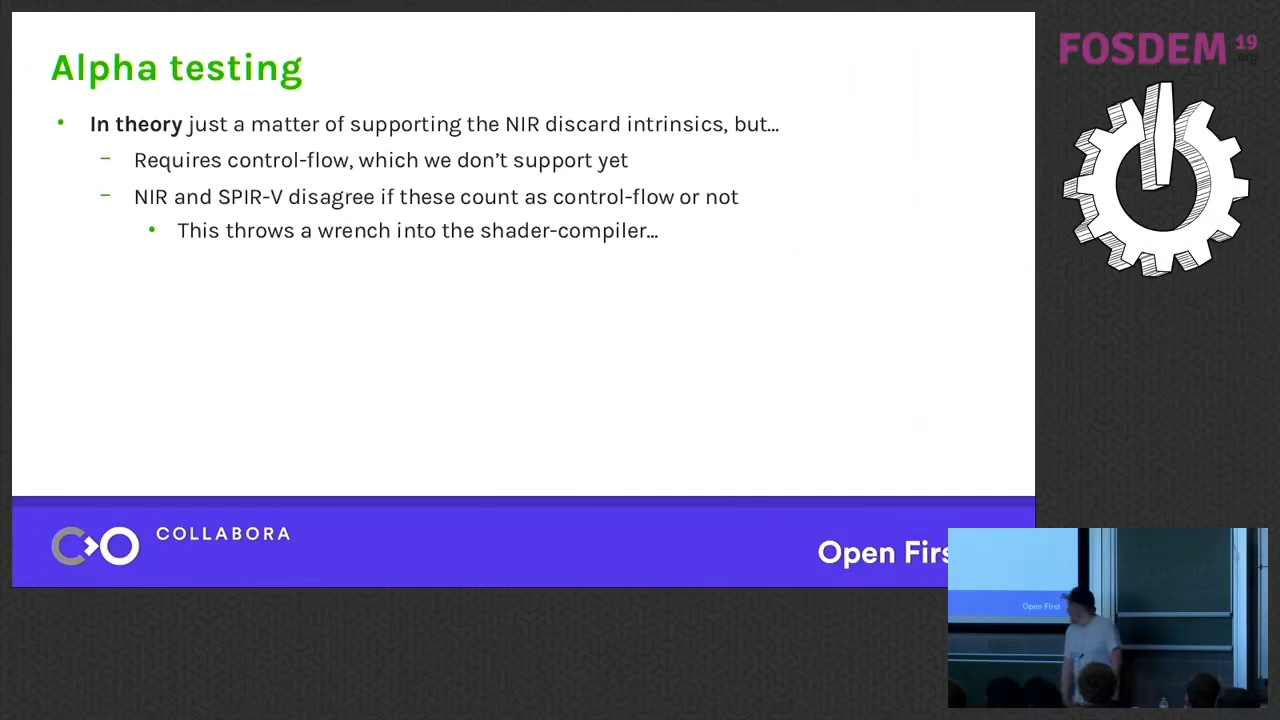 Alpha testing
• In theory just a matter of supporting the NIR discard intrinsics, but…
– Requires control-flow, which we don’t support yet
– NIR and SPIR-V disagree if these count as control-flow or not
• This throws a wrench into the shader-compiler…
COLLABORA
Open Firs
FOSDEM 19
.org
Open First